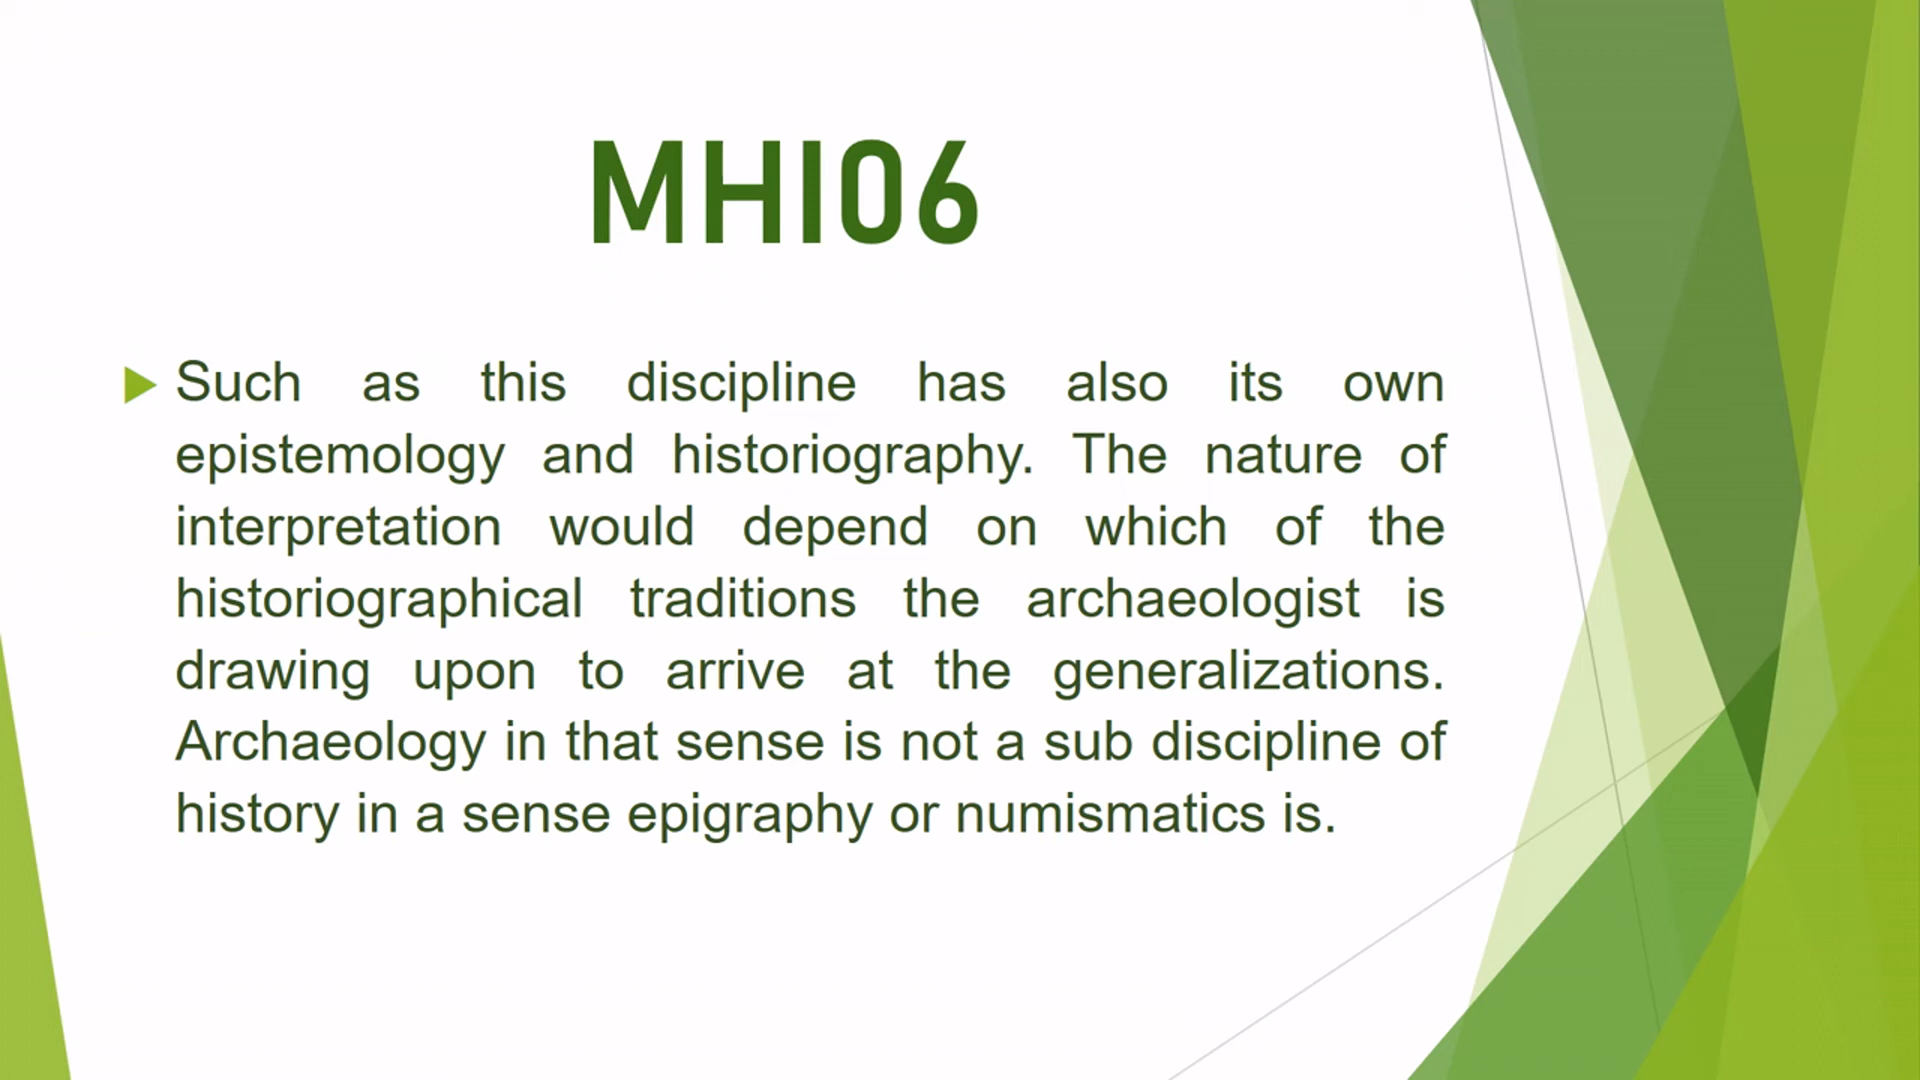 MHI06
Such as this discipline has also its own
epistemology and historiography. The nature of
interpretation would depend on which of the
historiographical traditions the archaeologist is
drawing upon to arrive at the generalizations.
Archaeology in that sense is not a sub discipline of
history in a sense epigraphy or numismatics is.